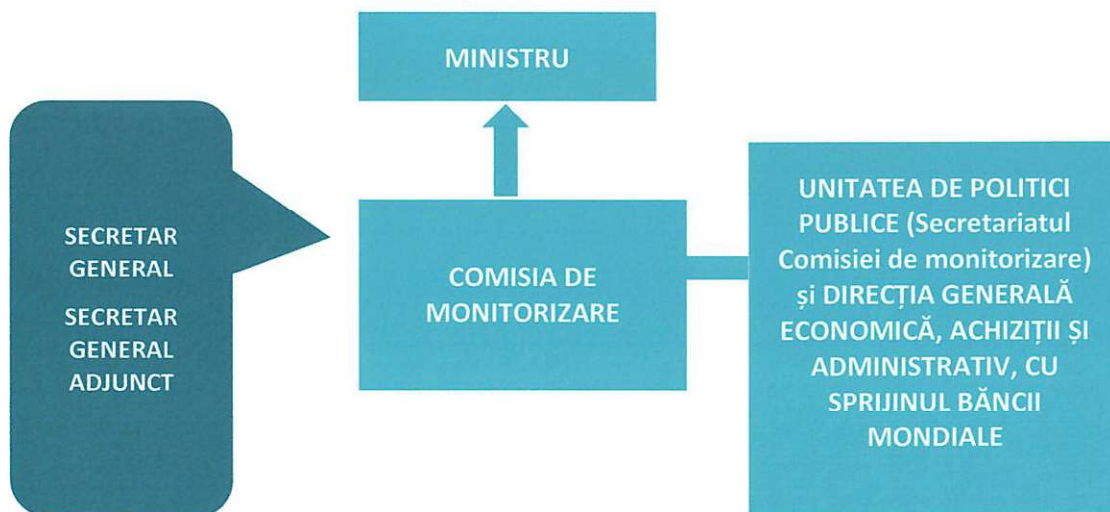 MINISTRU
SECRETAR
GENERAL
SECRETAR
GENERAL
ADJUNCT
COMISIA DE
MONITORIZARE
UNITATEA DE POLITICI
PUBLICE (Secretariatul
Comisiei de monitorizare)
și DIRECȚIA GENERALĂ
ECONOMICĂ, ACHIZIȚII ȘI
ADMINISTRATIV, CU
SPRIJINUL BĂNCII
MONDIALE